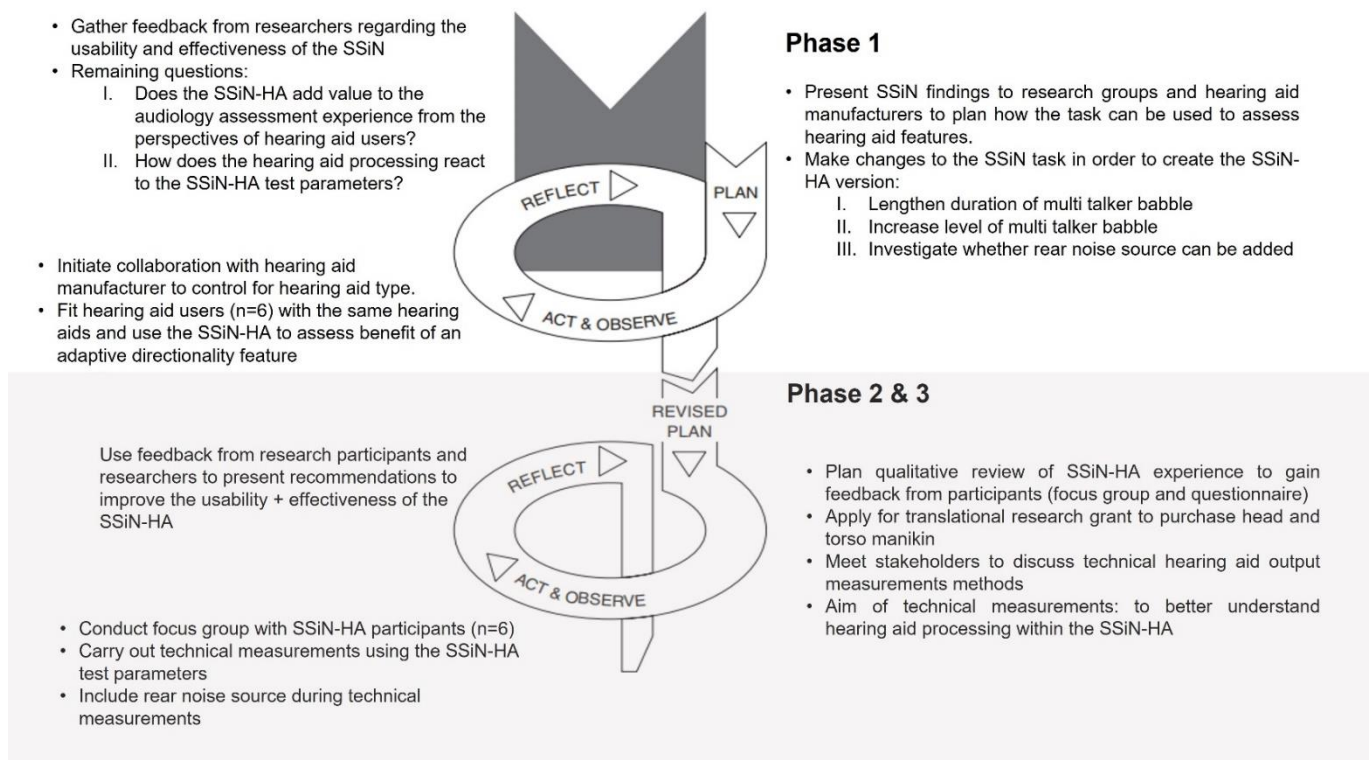 • Gather feedback from researchers regarding the
usability and effectiveness of the SSiN
• Remaining questions:
I. Does the SSiN-HA add value to the
audiology assessment experience from the
perspectives of hearing aid users?
II. How does the hearing aid processing react
to the SSiN-HA test parameters?
• Initiate collaboration with hearing aid
manufacturer to control for hearing aid type.
• Fit hearing aid users (n=6) with the same hearing
aids and use the SSiN-HA to assess benefit of an
adaptive directionality feature
REFLECT
PLAN
ACT & OBSERVE
Phase 1
• Present SSiN findings to research groups and hearing aid
manufacturers to plan how the task can be used to assess
hearing aid features.
• Make changes to the SSiN task in order to create the SSiN-
HA version:
I. Lengthen duration of multi talker babble
II. Increase level of multi talker babble
III. Investigate whether rear noise source can be added
Use feedback from research participants and
researchers to present recommendations to
improve the usability + effectiveness of the
SSiN-HA
• Conduct focus group with SSiN-HA participants (n=6)
• Carry out technical measurements using the SSiN-HA
test parameters
• Include rear noise source during technical
measurements
REVISED
PLAN
REFLECT
ACT & OBSERVE
Phase 2 & 3
• Plan qualitative review of SSiN-HA experience to gain
feedback from participants (focus group and questionnaire)
• Apply for translational research grant to purchase head and
torso manikin
• Meet stakeholders to discuss technical hearing aid output
measurements methods
• Aim of technical measurements: to better understand
hearing aid processing within the SSiN-HA